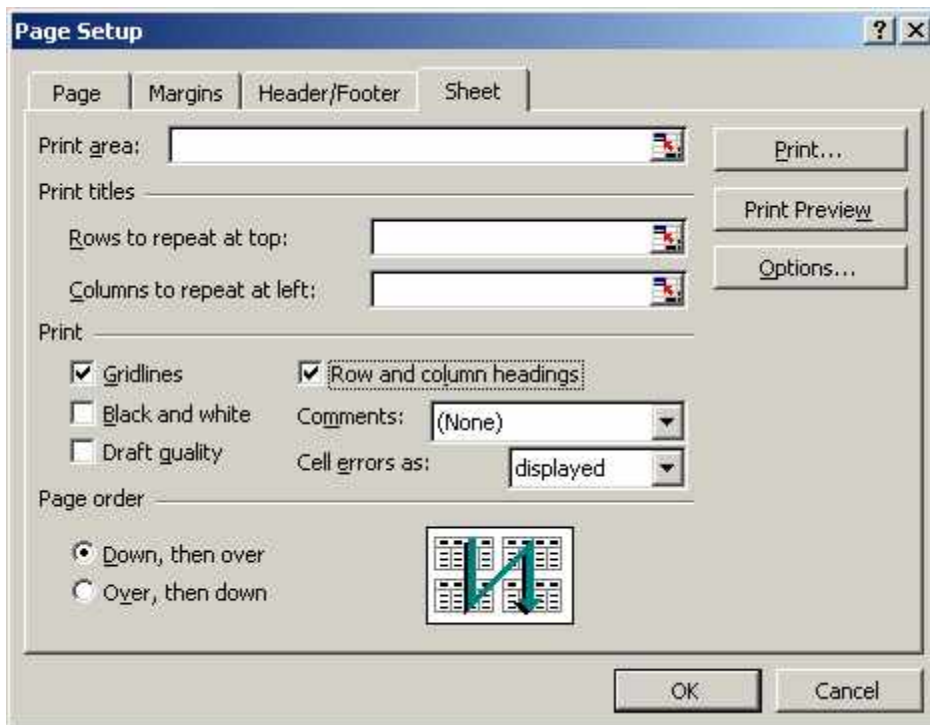 Page Setup
Page Margins Header/Footer Sheet
Print area:
Print...
Print titles
Print Preview
Rows to repeat at top:
Options...
Columns to repeat at left:
Print
Gridlines
Row and column headings
Black and white
Comments: (None)
Draft quality
Cell errors as: displayed
Page order
Down, then over
Over, then down
OK Cancel